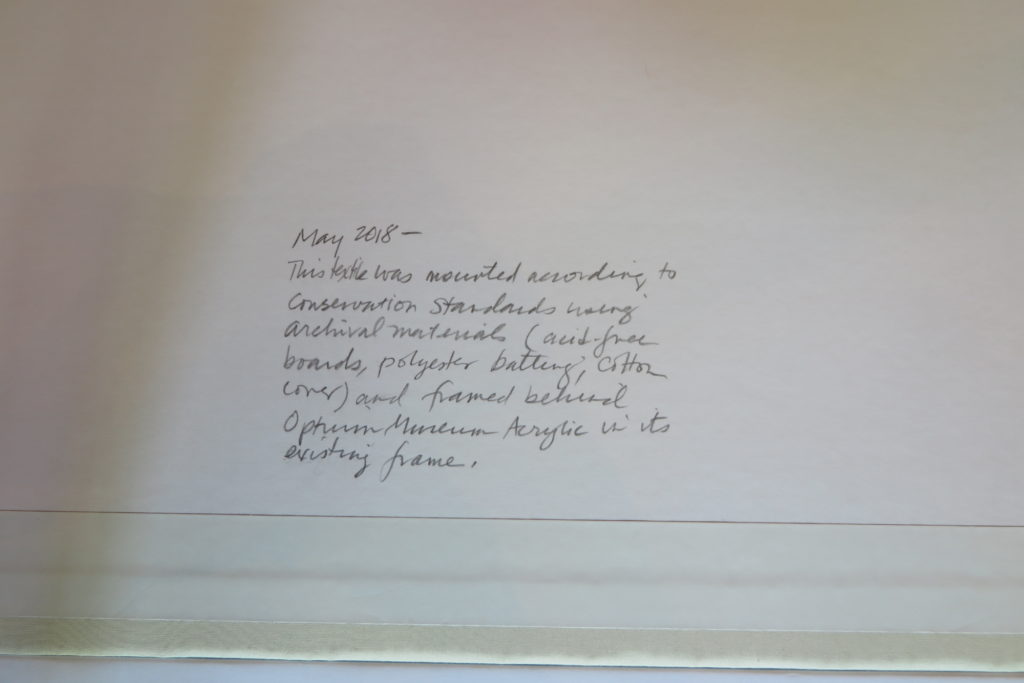 May 2018 –
This textile was mounted according to
Conservation Standards using
archival materials (acid-free
boards, polyester batting, cotton
cover) and framed behind
Optium Museum Acrylic in its
existing frame.